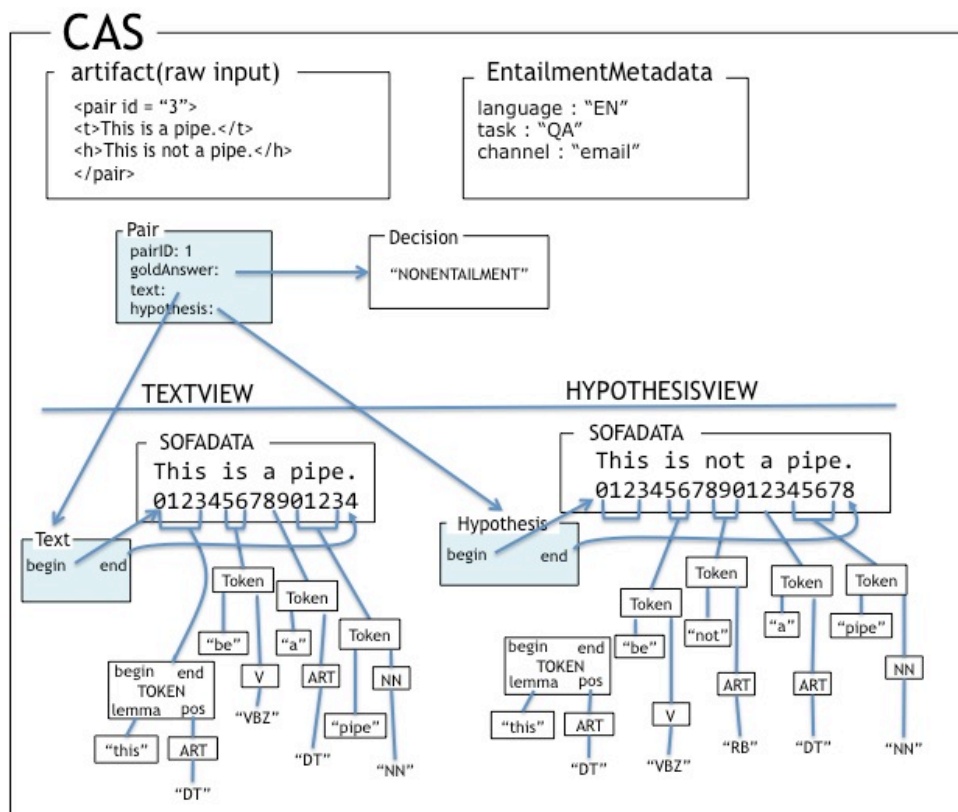 CAS
artifact(raw input)
<pair id = “3”>
<t>This is a pipe.</t>
<h>This is not a pipe.</h>
</pair>
EntailmentMetadata
language : “EN”
task : “QA”
channel : “email”
Pair
pairID: 1
goldAnswer:
text:
hypothesis:
Decision
“NONENTAILMENT”
TEXTVIEW
SOFADATA
This is a pipe.
012345678901234
Text
begin end
Token
“be”
V
“VBZ”
Token
“a”
ART
“DT”
Token
“pipe”
NN
“NN”
begin end
TOKEN
lemma pos
“this”
ART
“DT”
HYPOTHESISVIEW
SOFADATA
This is not a pipe.
0123456789012345678
Hypothesis
begin end
Token
“be”
V
“VBZ”
Token
“not”
ART
“RB”
Token
“a”
ART
“DT”
Token
“pipe”
NN
“NN”
begin end
TOKEN
lemma pos
“this”
ART
“DT”